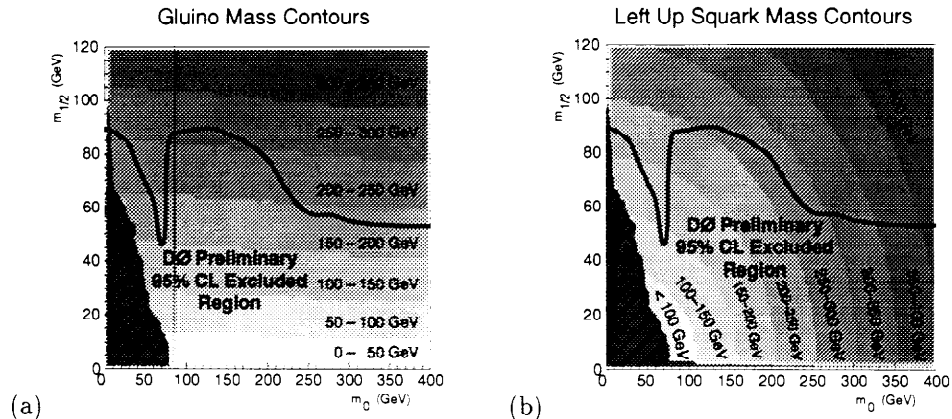 Gluino Mass Contours
m1/2 (GeV)
120
100
80
60
40
20
0
250 – 300 GeV
200 – 250 GeV
150 – 200 GeV
100 – 150 GeV
50 – 100 GeV
0 – 50 GeV
DØ Preliminary
95% CL Excluded
Region
0 50 100 150 200 250 300 350 400
m0 (GeV)
(a)
Left Up Squark Mass Contours
m1/2 (GeV)
120
100
80
60
40
20
0
DØ Preliminary
95% CL Excluded
Region
< 100 GeV
100–150 GeV
150–200 GeV
200–250 GeV
0 50 100 150 200 250 300 350 400
m0 (GeV)
(b)